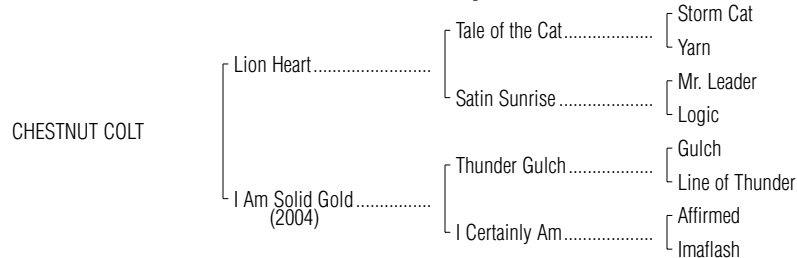 Storm Cat
Tale of the Cat...................
Yarn
Lion Heart.........................
Mr. Leader
Satin Sunrise....................
Logic
CHESTNUT COLT
Gulch
Thunder Gulch..................
Line of Thunder
I Am Solid Gold................
(2004)
Affirmed
I Certainly Am...................
Imaflash